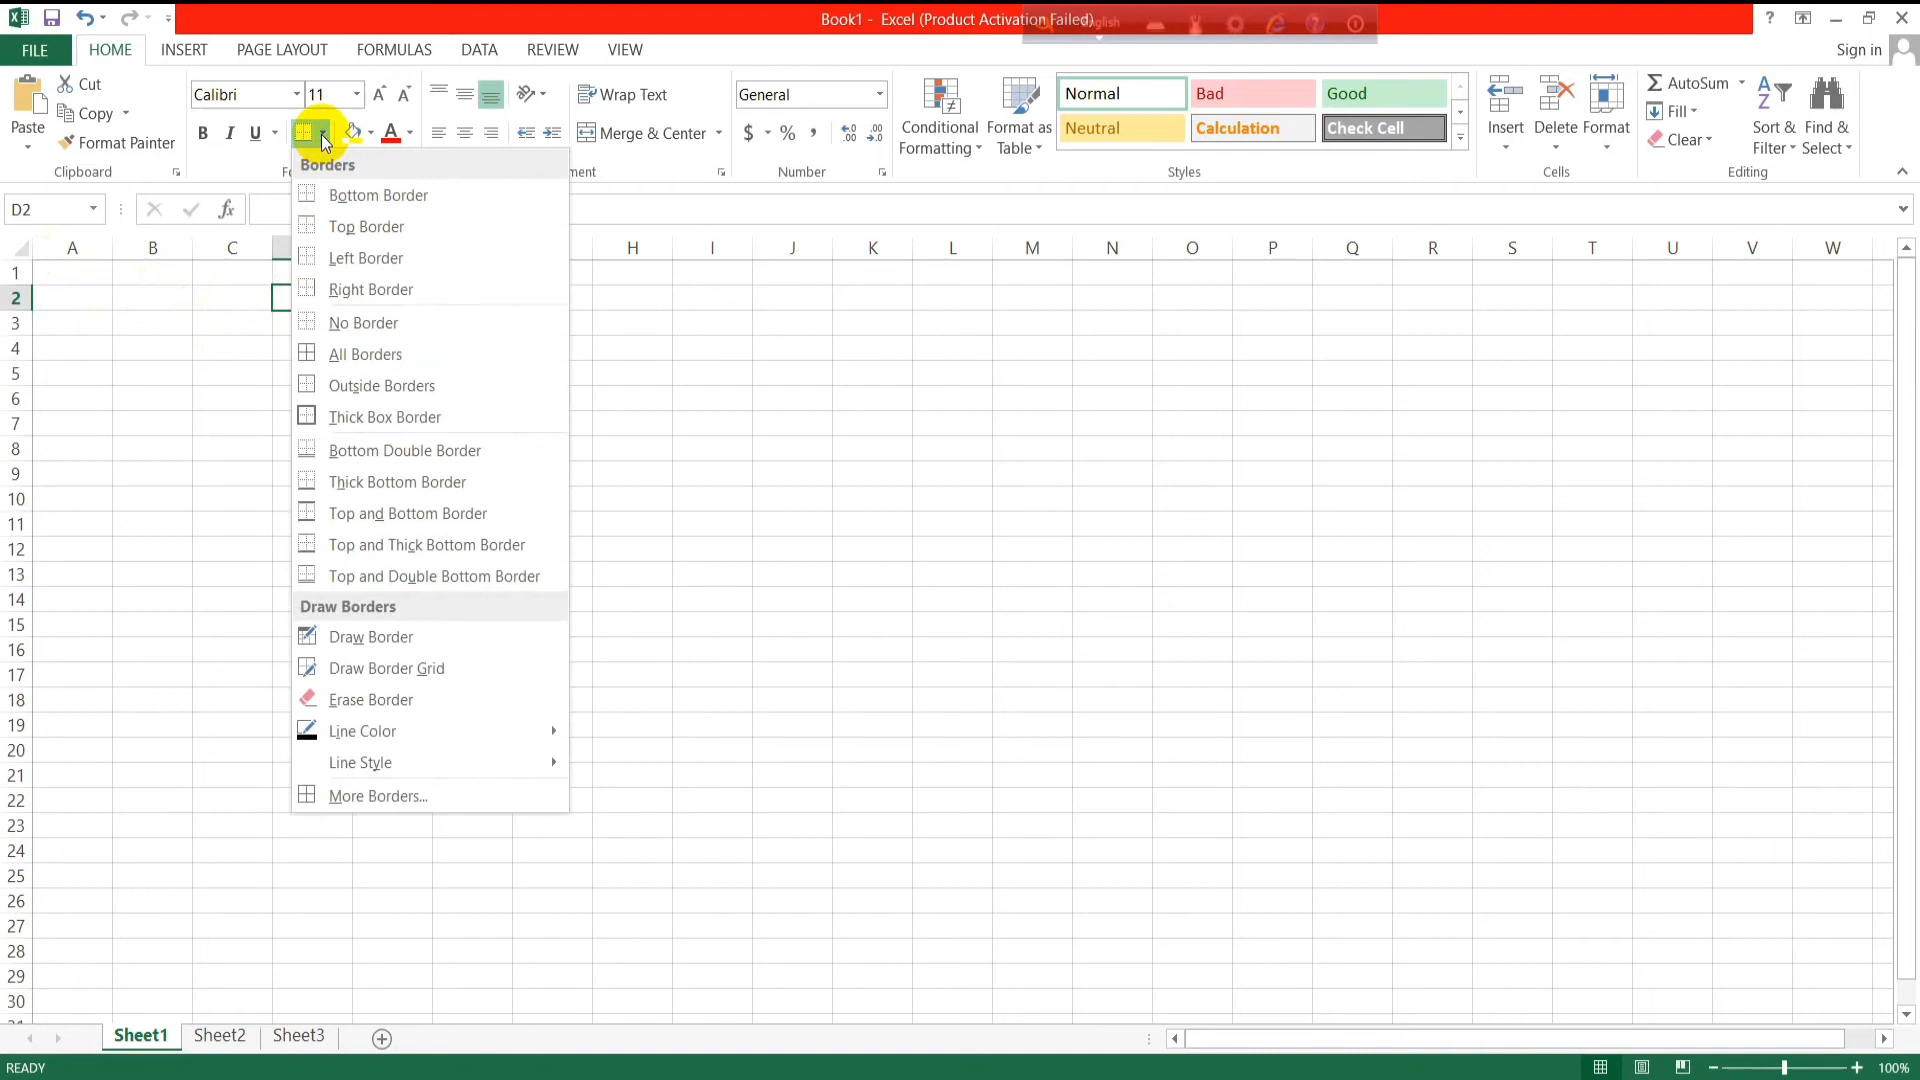 Book1 - Excel (Product Activation Failed)
English
FILE HOME INSERT PAGE LAYOUT FORMULAS DATA REVIEW VIEW Sign in
Paste
Cut
Copy
Format Painter
Clipboard
Calibri 11
B I U A
Wrap Text
Merge & Center
General
$ %
Number
Conditional Formatting
Format as Table
Normal Bad Good
Neutral Calculation Check Cell
Styles
Insert Delete Format
Cells
AutoSum
Fill
Clear
Sort & Filter
Find & Select
Editing
D2
fx
A B C H I J K L M N O P Q R S T U V W
Borders
Bottom Border
Top Border
Left Border
Right Border
No Border
All Borders
Outside Borders
Thick Box Border
Bottom Double Border
Thick Bottom Border
Top and Bottom Border
Top and Thick Bottom Border
Top and Double Bottom Border
Draw Borders
Draw Border
Draw Border Grid
Erase Border
Line Color
Line Style
More Borders...
1
2
3
4
5
6
7
8
9
10
11
12
13
14
15
16
17
18
19
20
21
22
23
24
25
26
27
28
29
30
Sheet1 Sheet2 Sheet3
READY
100%